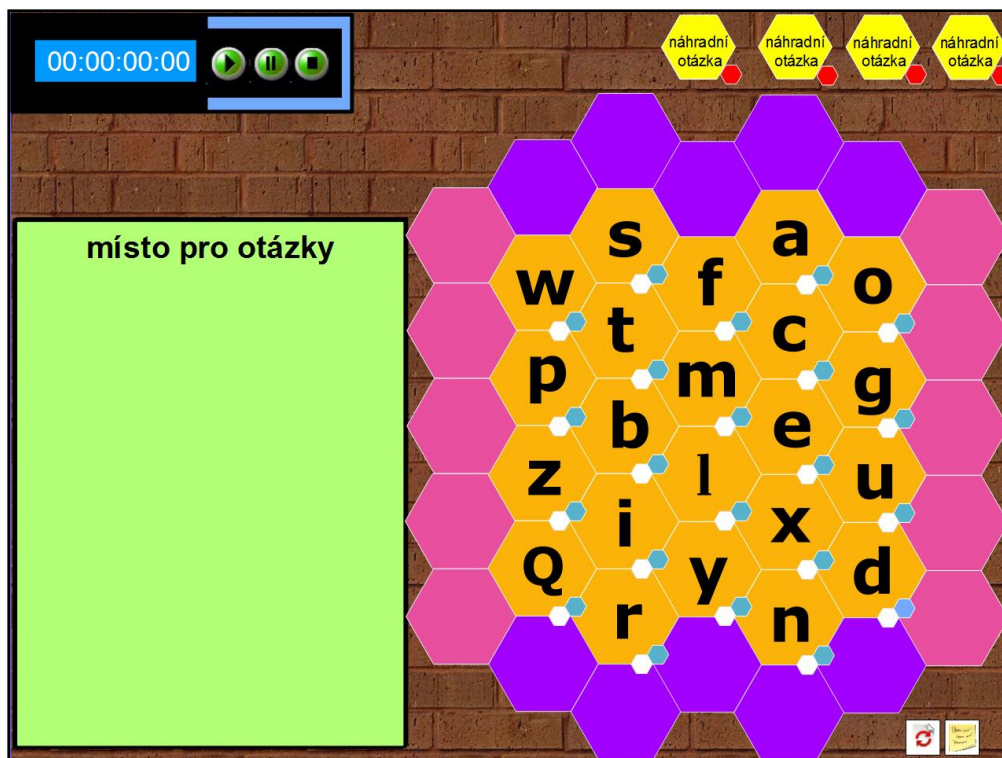 00:00:00:00
náhradní
otázka
náhradní
otázka
náhradní
otázka
náhradní
otázka
místo pro otázky
s
a
w
f
o
t
c
p
m
g
b
e
z
l
u
i
x
Q
y
d
r
n